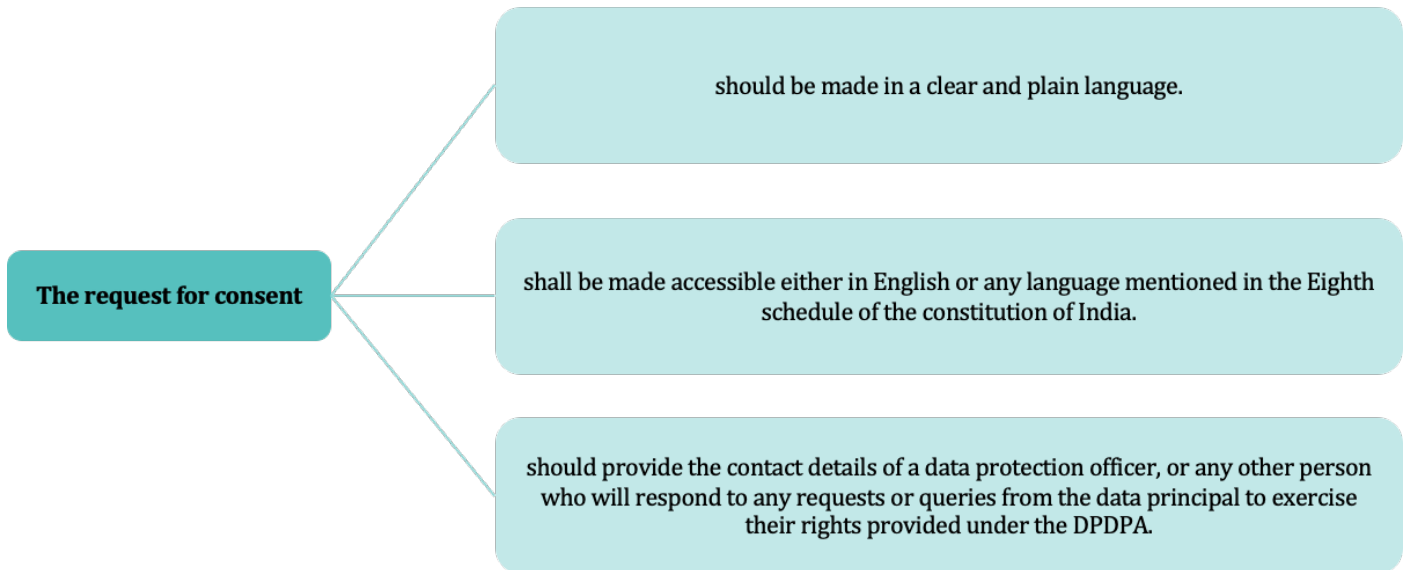 should be made in a clear and plain language.
The request for consent
shall be made accessible either in English or any language mentioned in the Eighth
schedule of the constitution of India.
should provide the contact details of a data protection officer, or any other person
who will respond to any requests or queries from the data principal to exercise
their rights provided under the DPDPA.